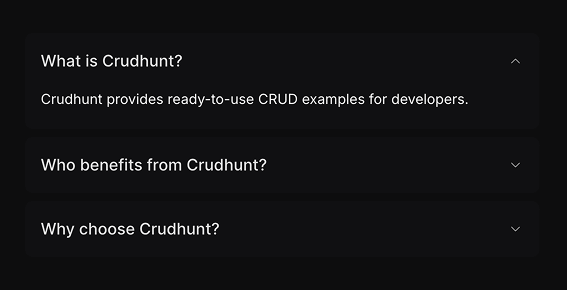 What is Crudhunt?
Crudhunt provides ready-to-use CRUD examples for developers.
Who benefits from Crudhunt?
Why choose Crudhunt?